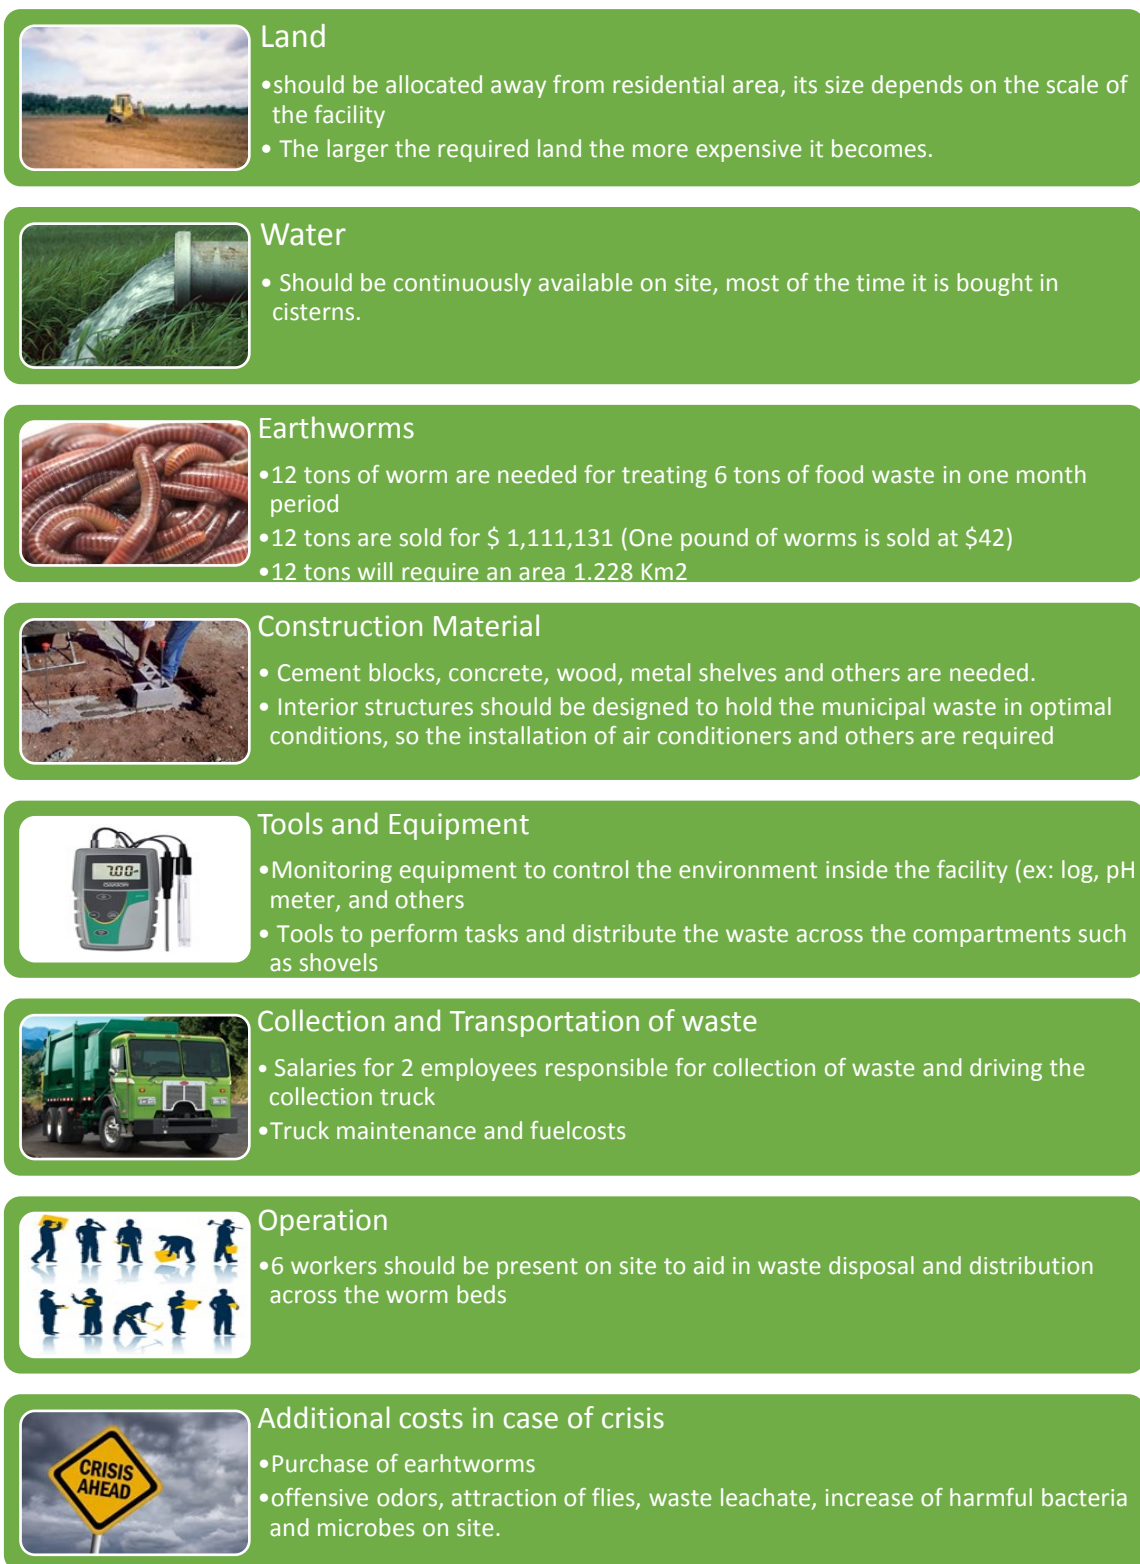 Land
•should be allocated away from residential area, its size depends on the scale of
the facility
• The larger the required land the more expensive it becomes.
Water
• Should be continuously available on site, most of the time it is bought in
cisterns.
Earthworms
•12 tons of worm are needed for treating 6 tons of food waste in one month
period
•12 tons are sold for $ 1,111,131 (One pound of worms is sold at $42)
•12 tons will require an area 1.228 Km2
Construction Material
• Cement blocks, concrete, wood, metal shelves and others are needed.
• Interior structures should be designed to hold the municipal waste in optimal
conditions, so the installation of air conditioners and others are required
Tools and Equipment
7.00
•Monitoring equipment to control the environment inside the facility (ex: log, pH
meter, and others
• Tools to perform tasks and distribute the waste across the compartments such
as shovels
Collection and Transportation of waste
• Salaries for 2 employees responsible for collection of waste and driving the
collection truck
•Truck maintenance and fuelcosts
Operation
•6 workers should be present on site to aid in waste disposal and distribution
across the worm beds
Additional costs in case of crisis
CRISIS
AHEAD
•Purchase of earhtworms
•offensive odors, attraction of flies, waste leachate, increase of harmful bacteria
and microbes on site.